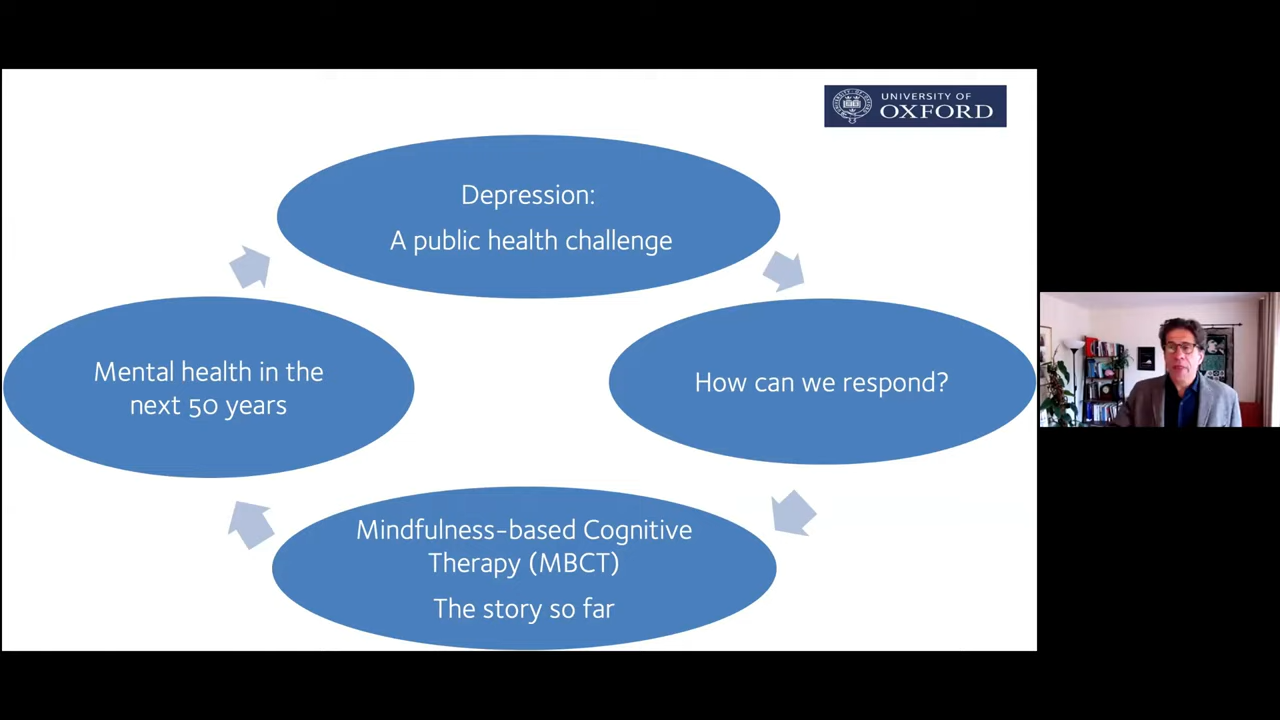 UNIVERSITY OF
OXFORD
Depression:
A public health challenge
How can we respond?
Mindfulness-based Cognitive
Therapy (MBCT)
The story so far
Mental health in the
next 50 years